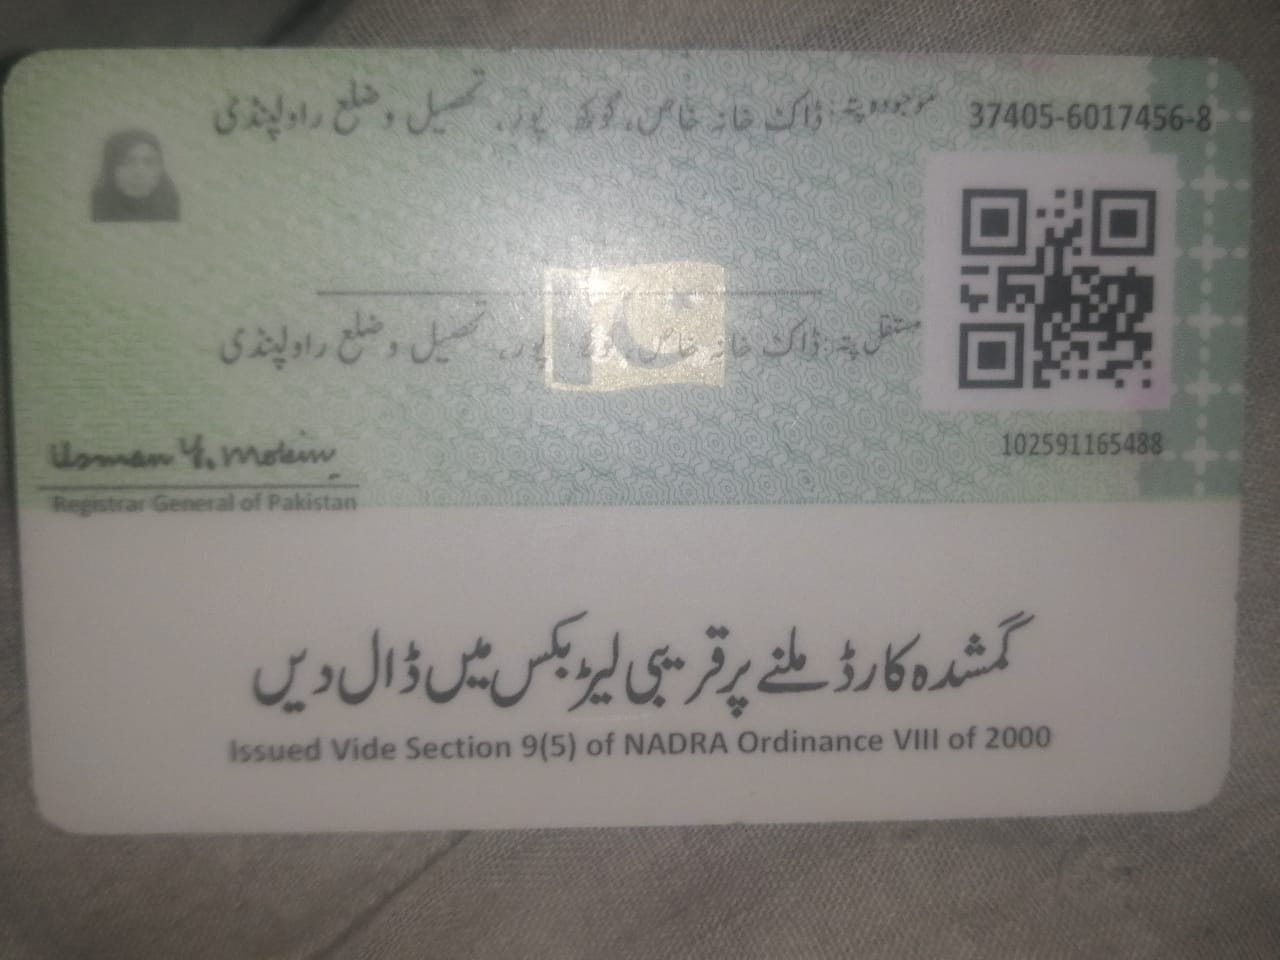 37405-6017456-8
موجودہ پتہ: ڈاک خانہ خاص، گوکھ پور، تحصیل و ضلع راولپنڈی
مستقل پتہ: ڈاک خانہ خاص، پور، تحصیل و ضلع راولپنڈی
102591165488
Usman Y. Mobin
Registrar General of Pakistan
گمشدہ کارڈ ملنے پر قریبی لیٹر بکس میں ڈال دیں
Issued Vide Section 9(5) of NADRA Ordinance VIII of 2000